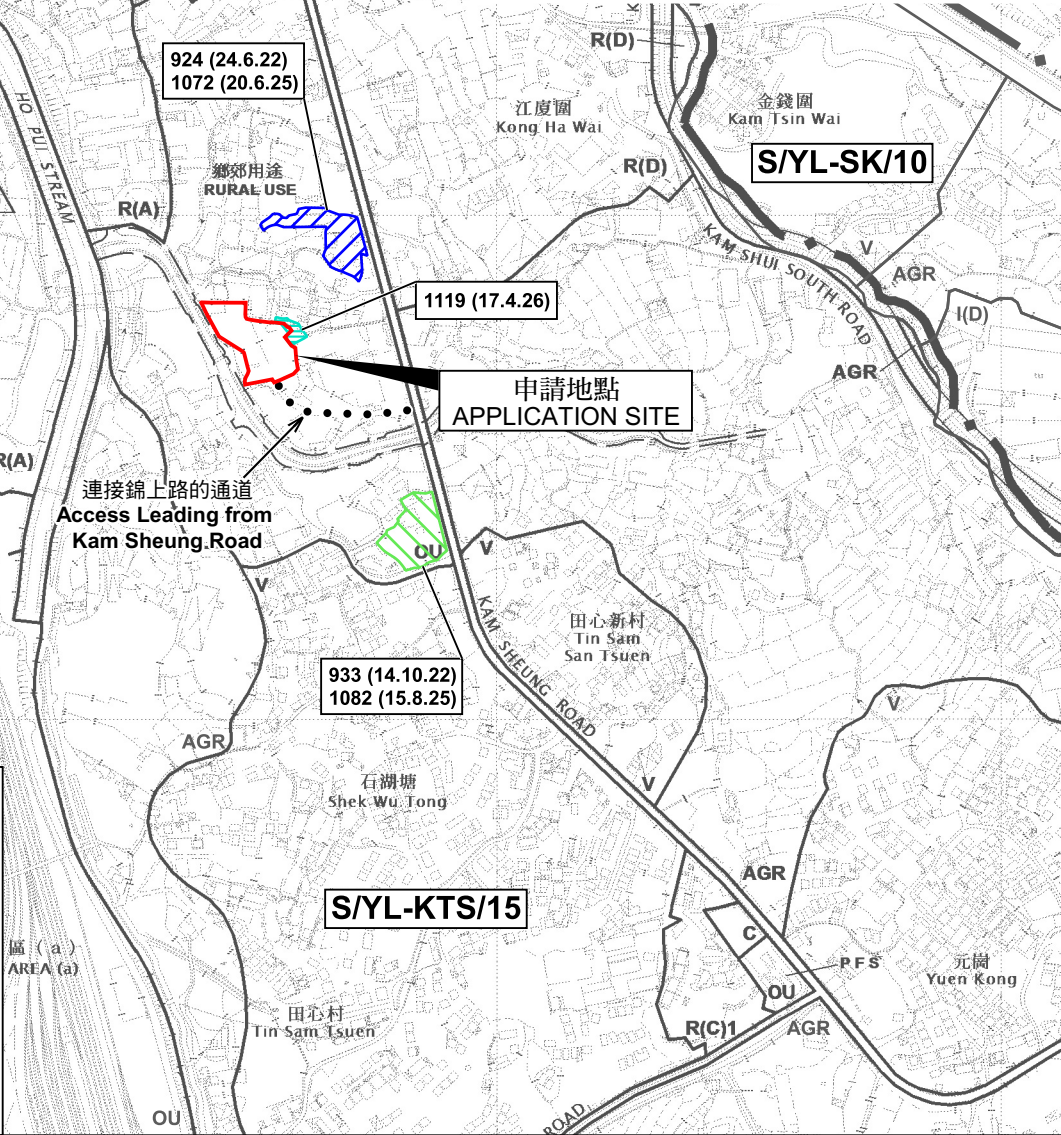 924 (24.6.22)
1072 (20.6.25)
R(D)
江廈圍
Kong Ha Wai
金錢圍
Kam Tsin Wai
S/YL-SK/10
HO PUI STREAM
鄉郊用途
RURAL USE
R(D)
R(A)
KAM SHUI SOUTH ROAD
V
AGR
1119 (17.4.26)
I(D)
AGR
申請地點
APPLICATION SITE
R(A)
連接錦上路的通道
Access Leading from
Kam Sheung Road
OU
V
V
KAM SHEUNG ROAD
田心新村
Tin Sam
San Tsuen
933 (14.10.22)
1082 (15.8.25)
V
AGR
石湖塘
Shek Wu Tong
V
AGR
S/YL-KTS/15
C
區（a）
AREA (a)
PFS
元崗
Yuen Kong
OU
田心村
Tin Sam Tsuen
R(C)1
AGR
OU
ROAD